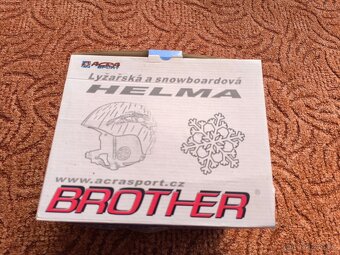 ACRA
Lyžařská a snowboardová
HELMA
www.acrasport.cz
BROTHER®